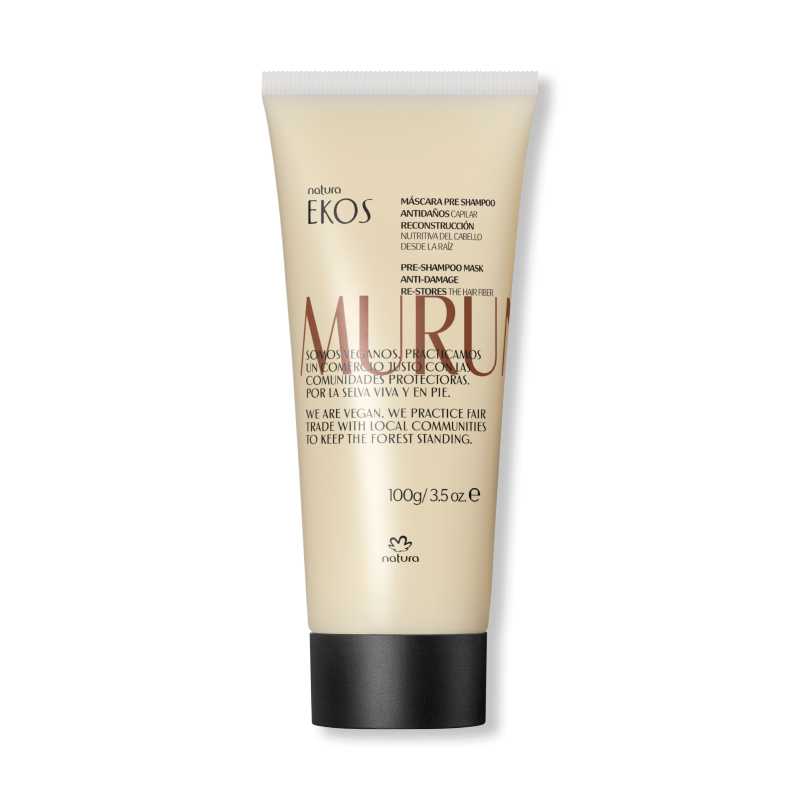 natura
EKOS
MÁSCARA PRE SHAMPOO
ANTIDAÑOS CAPILAR
RECONSTRUCCIÓN
NUTRITIVA DEL CABELLO
DESDE LA RAÍZ
PRE-SHAMPOO MASK
ANTI-DAMAGE
RE-STORES THE HAIR FIBER
MURU
SOMOS VEGANOS. PRACTICAMOS
UN COMERCIO JUSTO CON LAS
COMUNIDADES PROTECTORAS.
POR LA SELVA VIVA Y EN PIE.
WE ARE VEGAN. WE PRACTICE FAIR
TRADE WITH LOCAL COMMUNITIES
TO KEEP THE FOREST STANDING.
100g/ 3.5 oz. ℮
natura